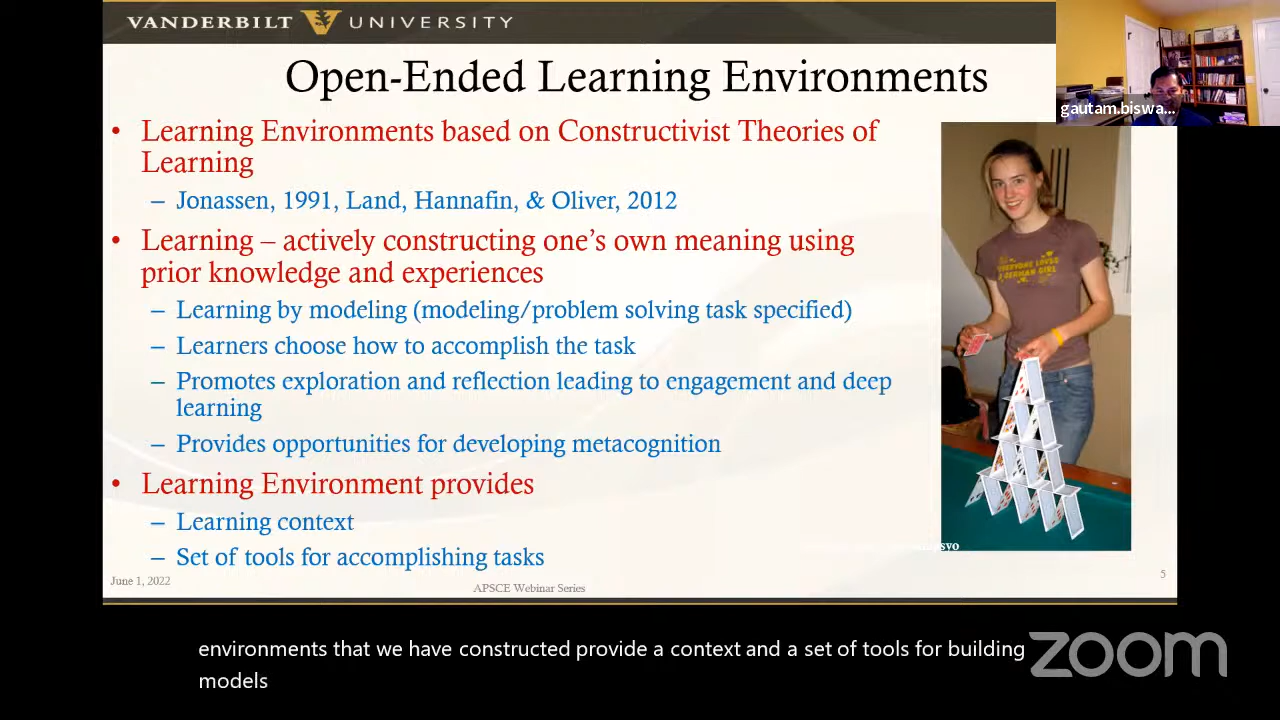 VANDERBILT UNIVERSITY
Open-Ended Learning Environments
gautam.biswa...
• Learning Environments based on Constructivist Theories of
Learning
– Jonassen, 1991, Land, Hannafin, & Oliver, 2012
• Learning – actively constructing one's own meaning using
prior knowledge and experiences
– Learning by modeling (modeling/problem solving task specified)
– Learners choose how to accomplish the task
– Promotes exploration and reflection leading to engagement and deep
learning
– Provides opportunities for developing metacognition
• Learning Environment provides
– Learning context
– Set of tools for accomplishing tasks
EVERYONE LOVES
A GERMAN GIRL
June 1, 2022
APSCE Webinar Series
5
environments that we have constructed provide a context and a set of tools for building
models
zoom